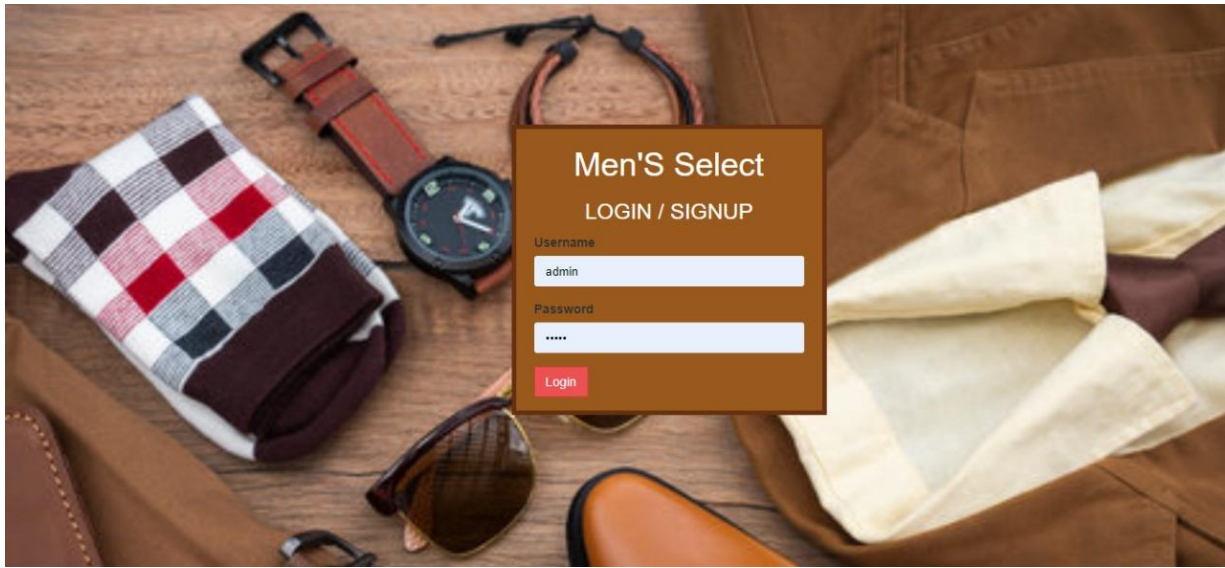 Men'S Select
LOGIN / SIGNUP
Username
admin
Password
•••••
Login